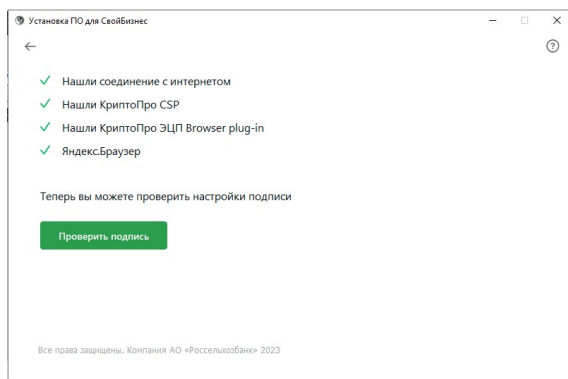 Установка ПО для СвойБизнес
Нашли соединение с интернетом
Нашли КриптоПро CSP
Нашли КриптоПро ЭЦП Browser plug-in
Яндекс.Браузер
Теперь вы можете проверить настройки подписи
Проверить подпись
Все права защищены. Компания АО «Россельхозбанк» 2023